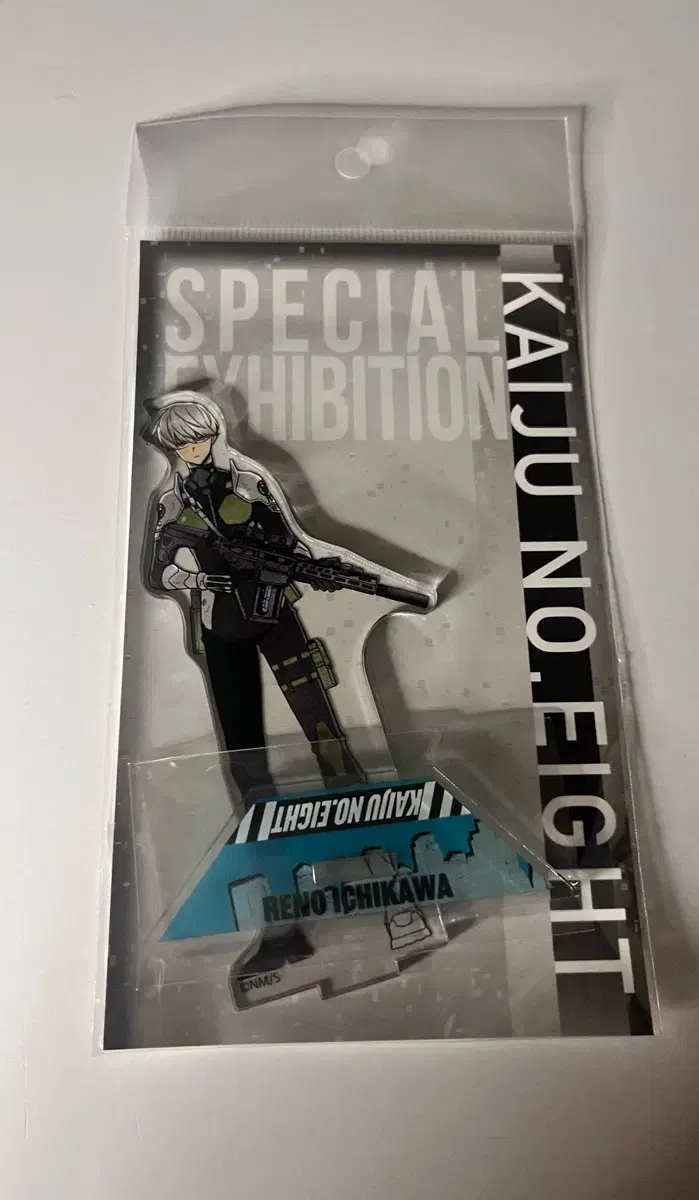 SPECIAL
EXHIBITION
KAIJU NO.EIGHT
KAIJU NO.EIGHT
RENO ICHIKAWA
©NM/S